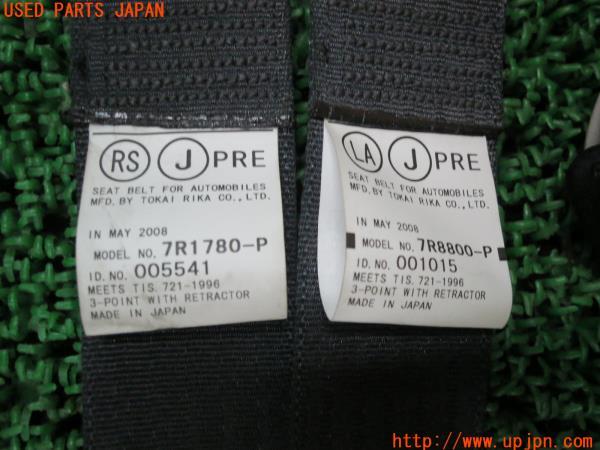 USED PARTS JAPAN
RS J PRE
SEAT BELT FOR AUTOMOBILES
MFD. BY TOKAI RIKA CO., LTD.
IN MAY 2008
MODEL NO. 7R1780-P
ID. NO. 005541
MEETS TIS. 721-1996
3-POINT WITH RETRACTOR
MADE IN JAPAN
LA J PRE
SEAT BELT FOR AUTOMOBILES
MFD. BY TOKAI RIKA CO., LTD.
IN MAY 2008
MODEL NO. 7R8800-P
ID. NO. 001015
MEETS TIS. 721-1996
3-POINT WITH RETRACTOR
MADE IN JAPAN
http://www.upjpn.com/